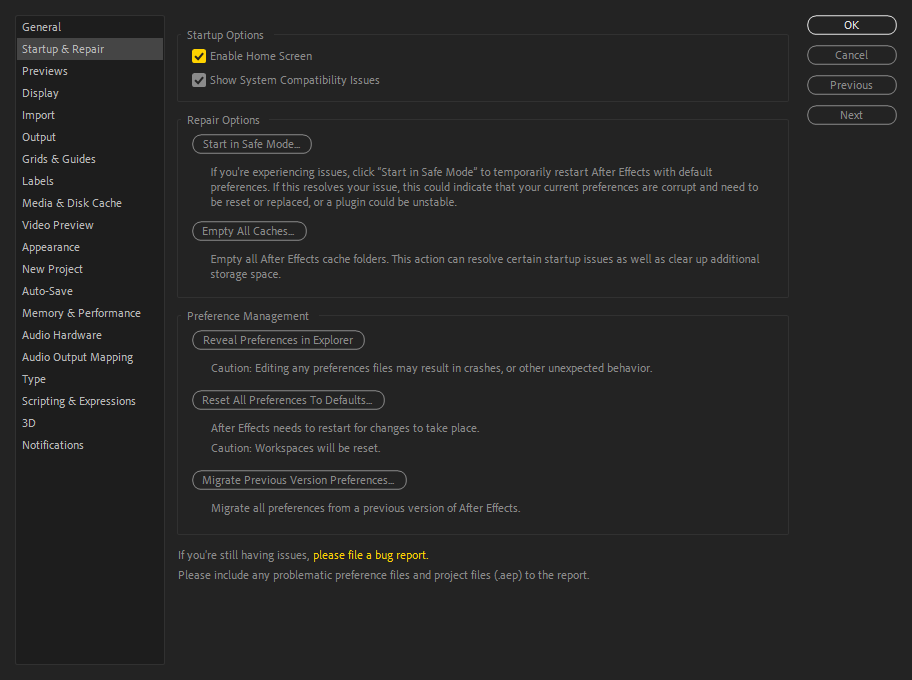 General
Startup & Repair
Previews
Display
Import
Output
Grids & Guides
Labels
Media & Disk Cache
Video Preview
Appearance
New Project
Auto-Save
Memory & Performance
Audio Hardware
Audio Output Mapping
Type
Scripting & Expressions
3D
Notifications
Startup Options
Enable Home Screen
Show System Compatibility Issues
Repair Options
Start in Safe Mode...
If you're experiencing issues, click "Start in Safe Mode" to temporarily restart After Effects with default
preferences. If this resolves your issue, this could indicate that your current preferences are corrupt and need to
be reset or replaced, or a plugin could be unstable.
Empty All Caches...
Empty all After Effects cache folders. This action can resolve certain startup issues as well as clear up additional
storage space.
Preference Management
Reveal Preferences in Explorer
Caution: Editing any preferences files may result in crashes, or other unexpected behavior.
Reset All Preferences To Defaults...
After Effects needs to restart for changes to take place.
Caution: Workspaces will be reset.
Migrate Previous Version Preferences...
Migrate all preferences from a previous version of After Effects.
If you're still having issues, please file a bug report.
Please include any problematic preference files and project files (.aep) to the report.
OK
Cancel
Previous
Next